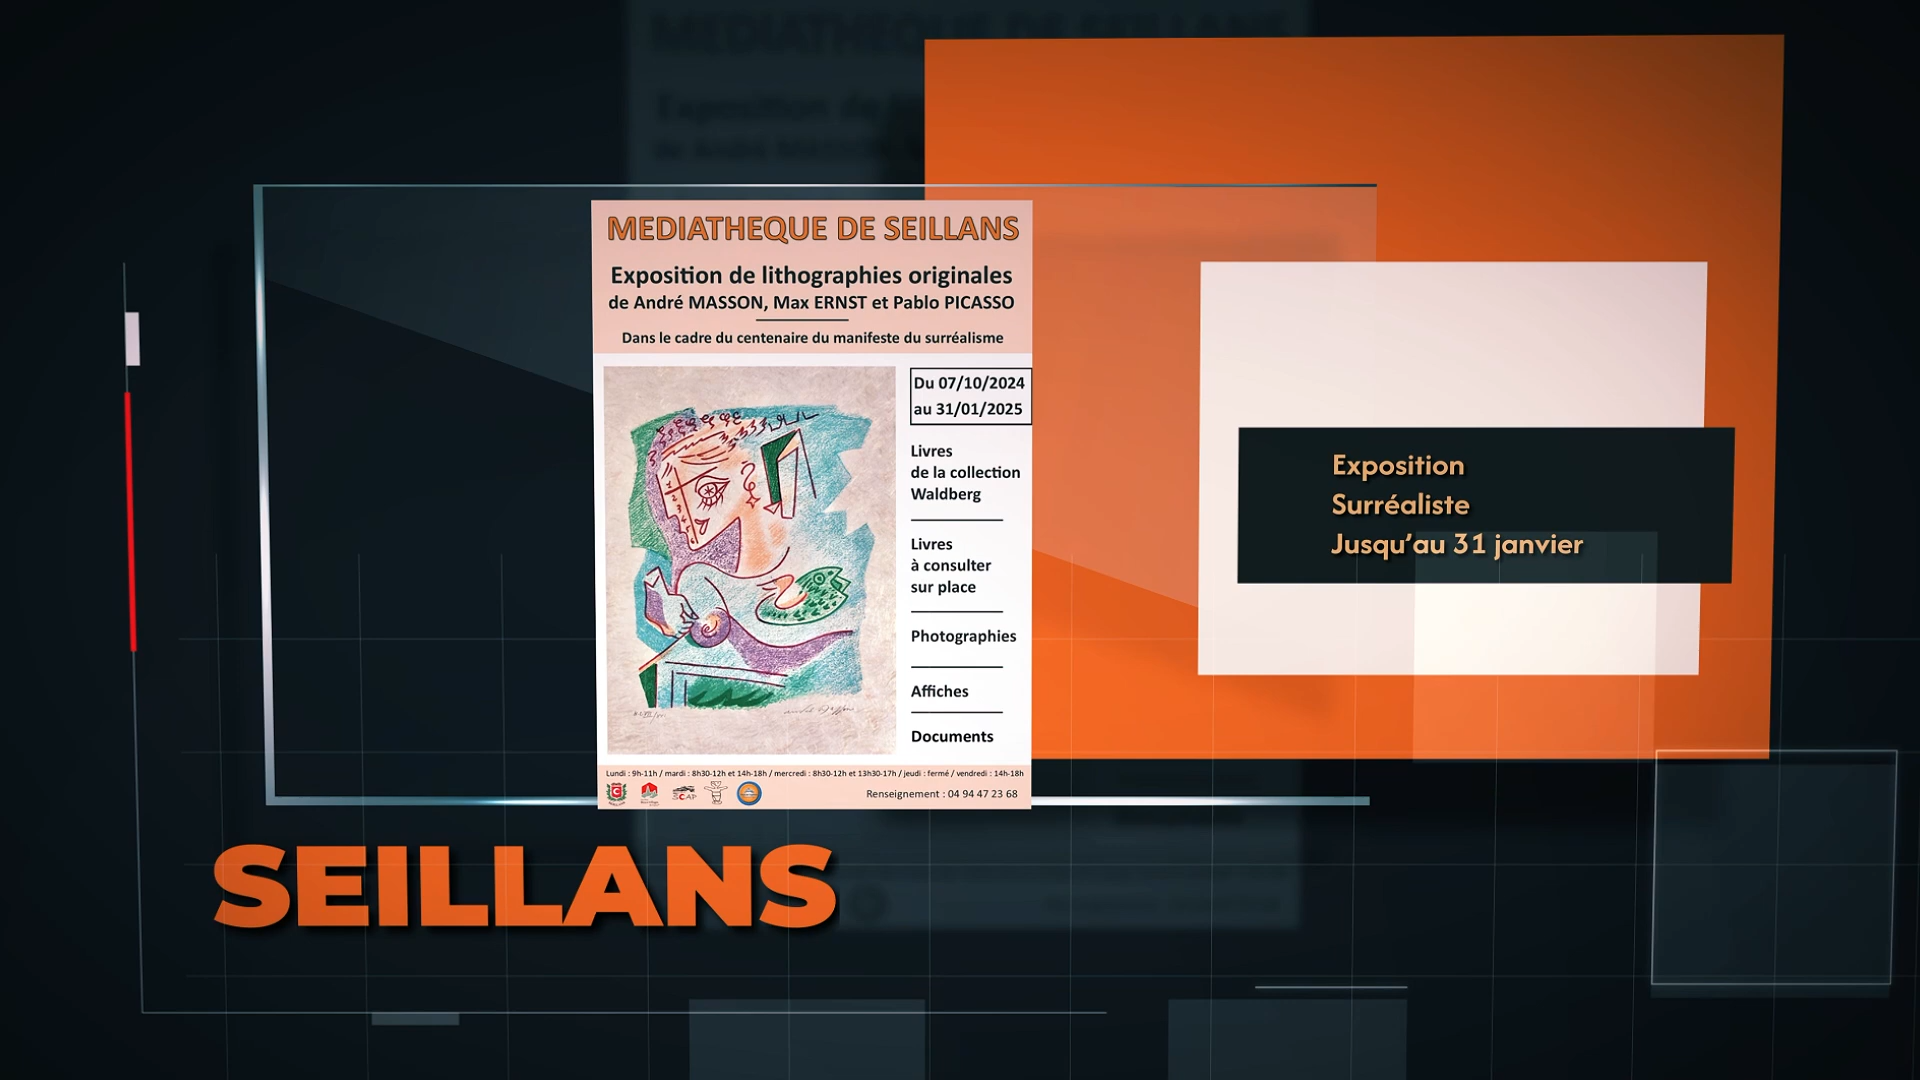 MEDIATHEQUE DE SEILLANS
Exposition de lithographies originales
de André MASSON, Max ERNST et Pablo PICASSO
Dans le cadre du centenaire du manifeste du surréalisme
Du 07/10/2024
au 31/01/2025
Livres
de la collection
Waldberg
Livres
à consulter
sur place
Photographies
Affiches
Documents
Lundi : 9h-11h / mardi : 8h30-12h et 14h-18h / mercredi : 8h30-12h et 13h30-17h / jeudi : fermé / vendredi : 14h-18h
Renseignement : 04 94 47 23 68
Exposition
Surréaliste
Jusqu'au 31 janvier
SEILLANS